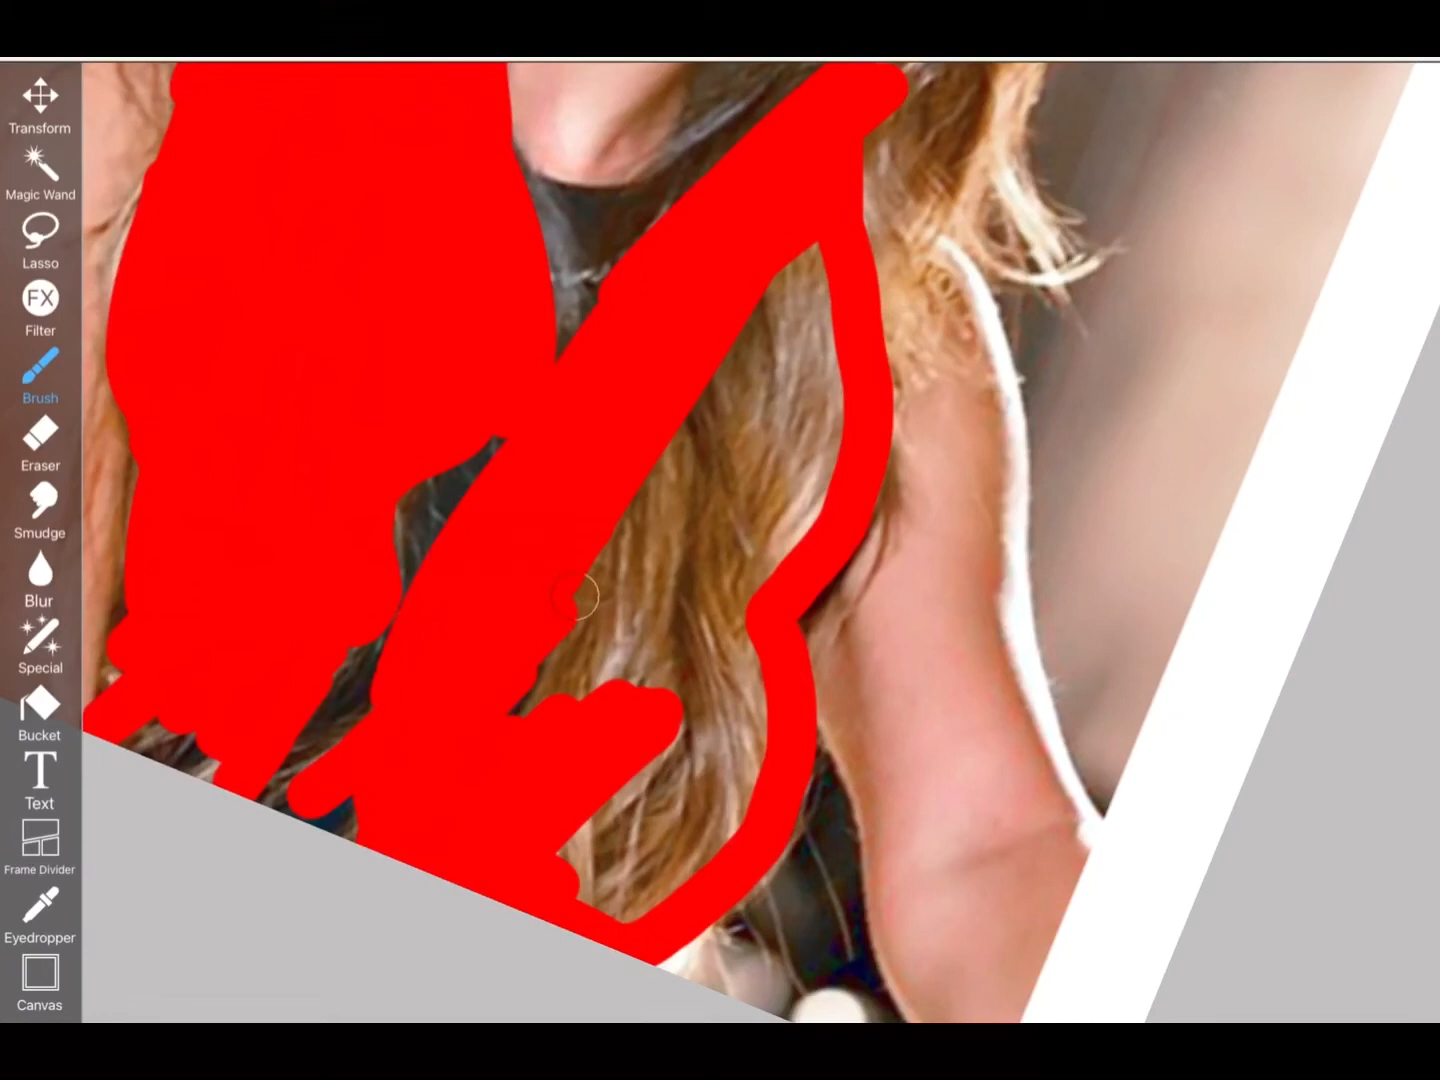 Transform
Magic Wand
Lasso
FX
Filter
Brush
Eraser
Smudge
Blur
Special
Bucket
T
Text
Frame Divider
Eyedropper
Canvas